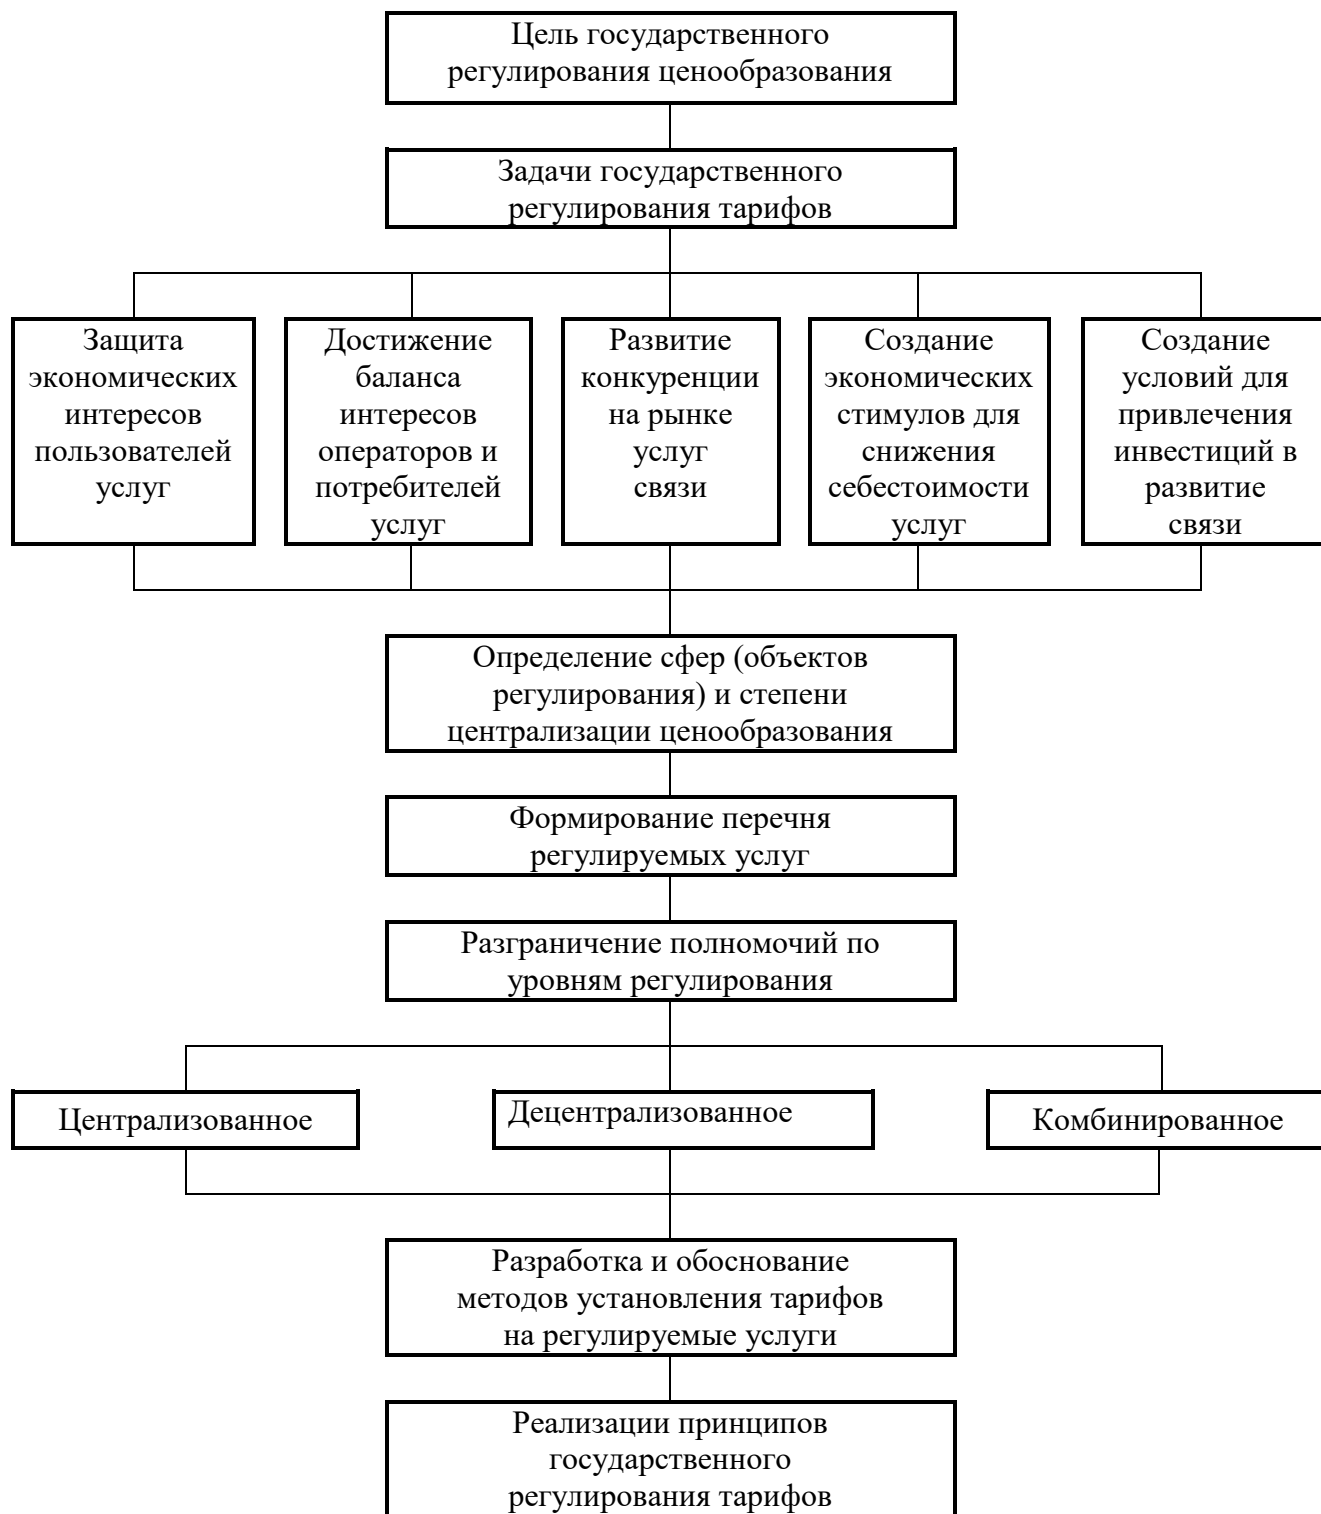 Цель государственного
регулирования ценообразования
Задачи государственного
регулирования тарифов
Защита
экономических
интересов
пользователей
услуг
Достижение
баланса
интересов
операторов и
потребителей
услуг
Развитие
конкуренции
на рынке
услуг
связи
Создание
экономических
стимулов для
снижения
себестоимости
услуг
Создание
условий для
привлечения
инвестиций в
развитие
связи
Определение сфер (объектов
регулирования) и степени
централизации ценообразования
Формирование перечня
регулируемых услуг
Разграничение полномочий по
уровням регулирования
Централизованное
Децентрализованное
Комбинированное
Разработка и обоснование
методов установления тарифов
на регулируемые услуги
Реализации принципов
государственного
регулирования тарифов